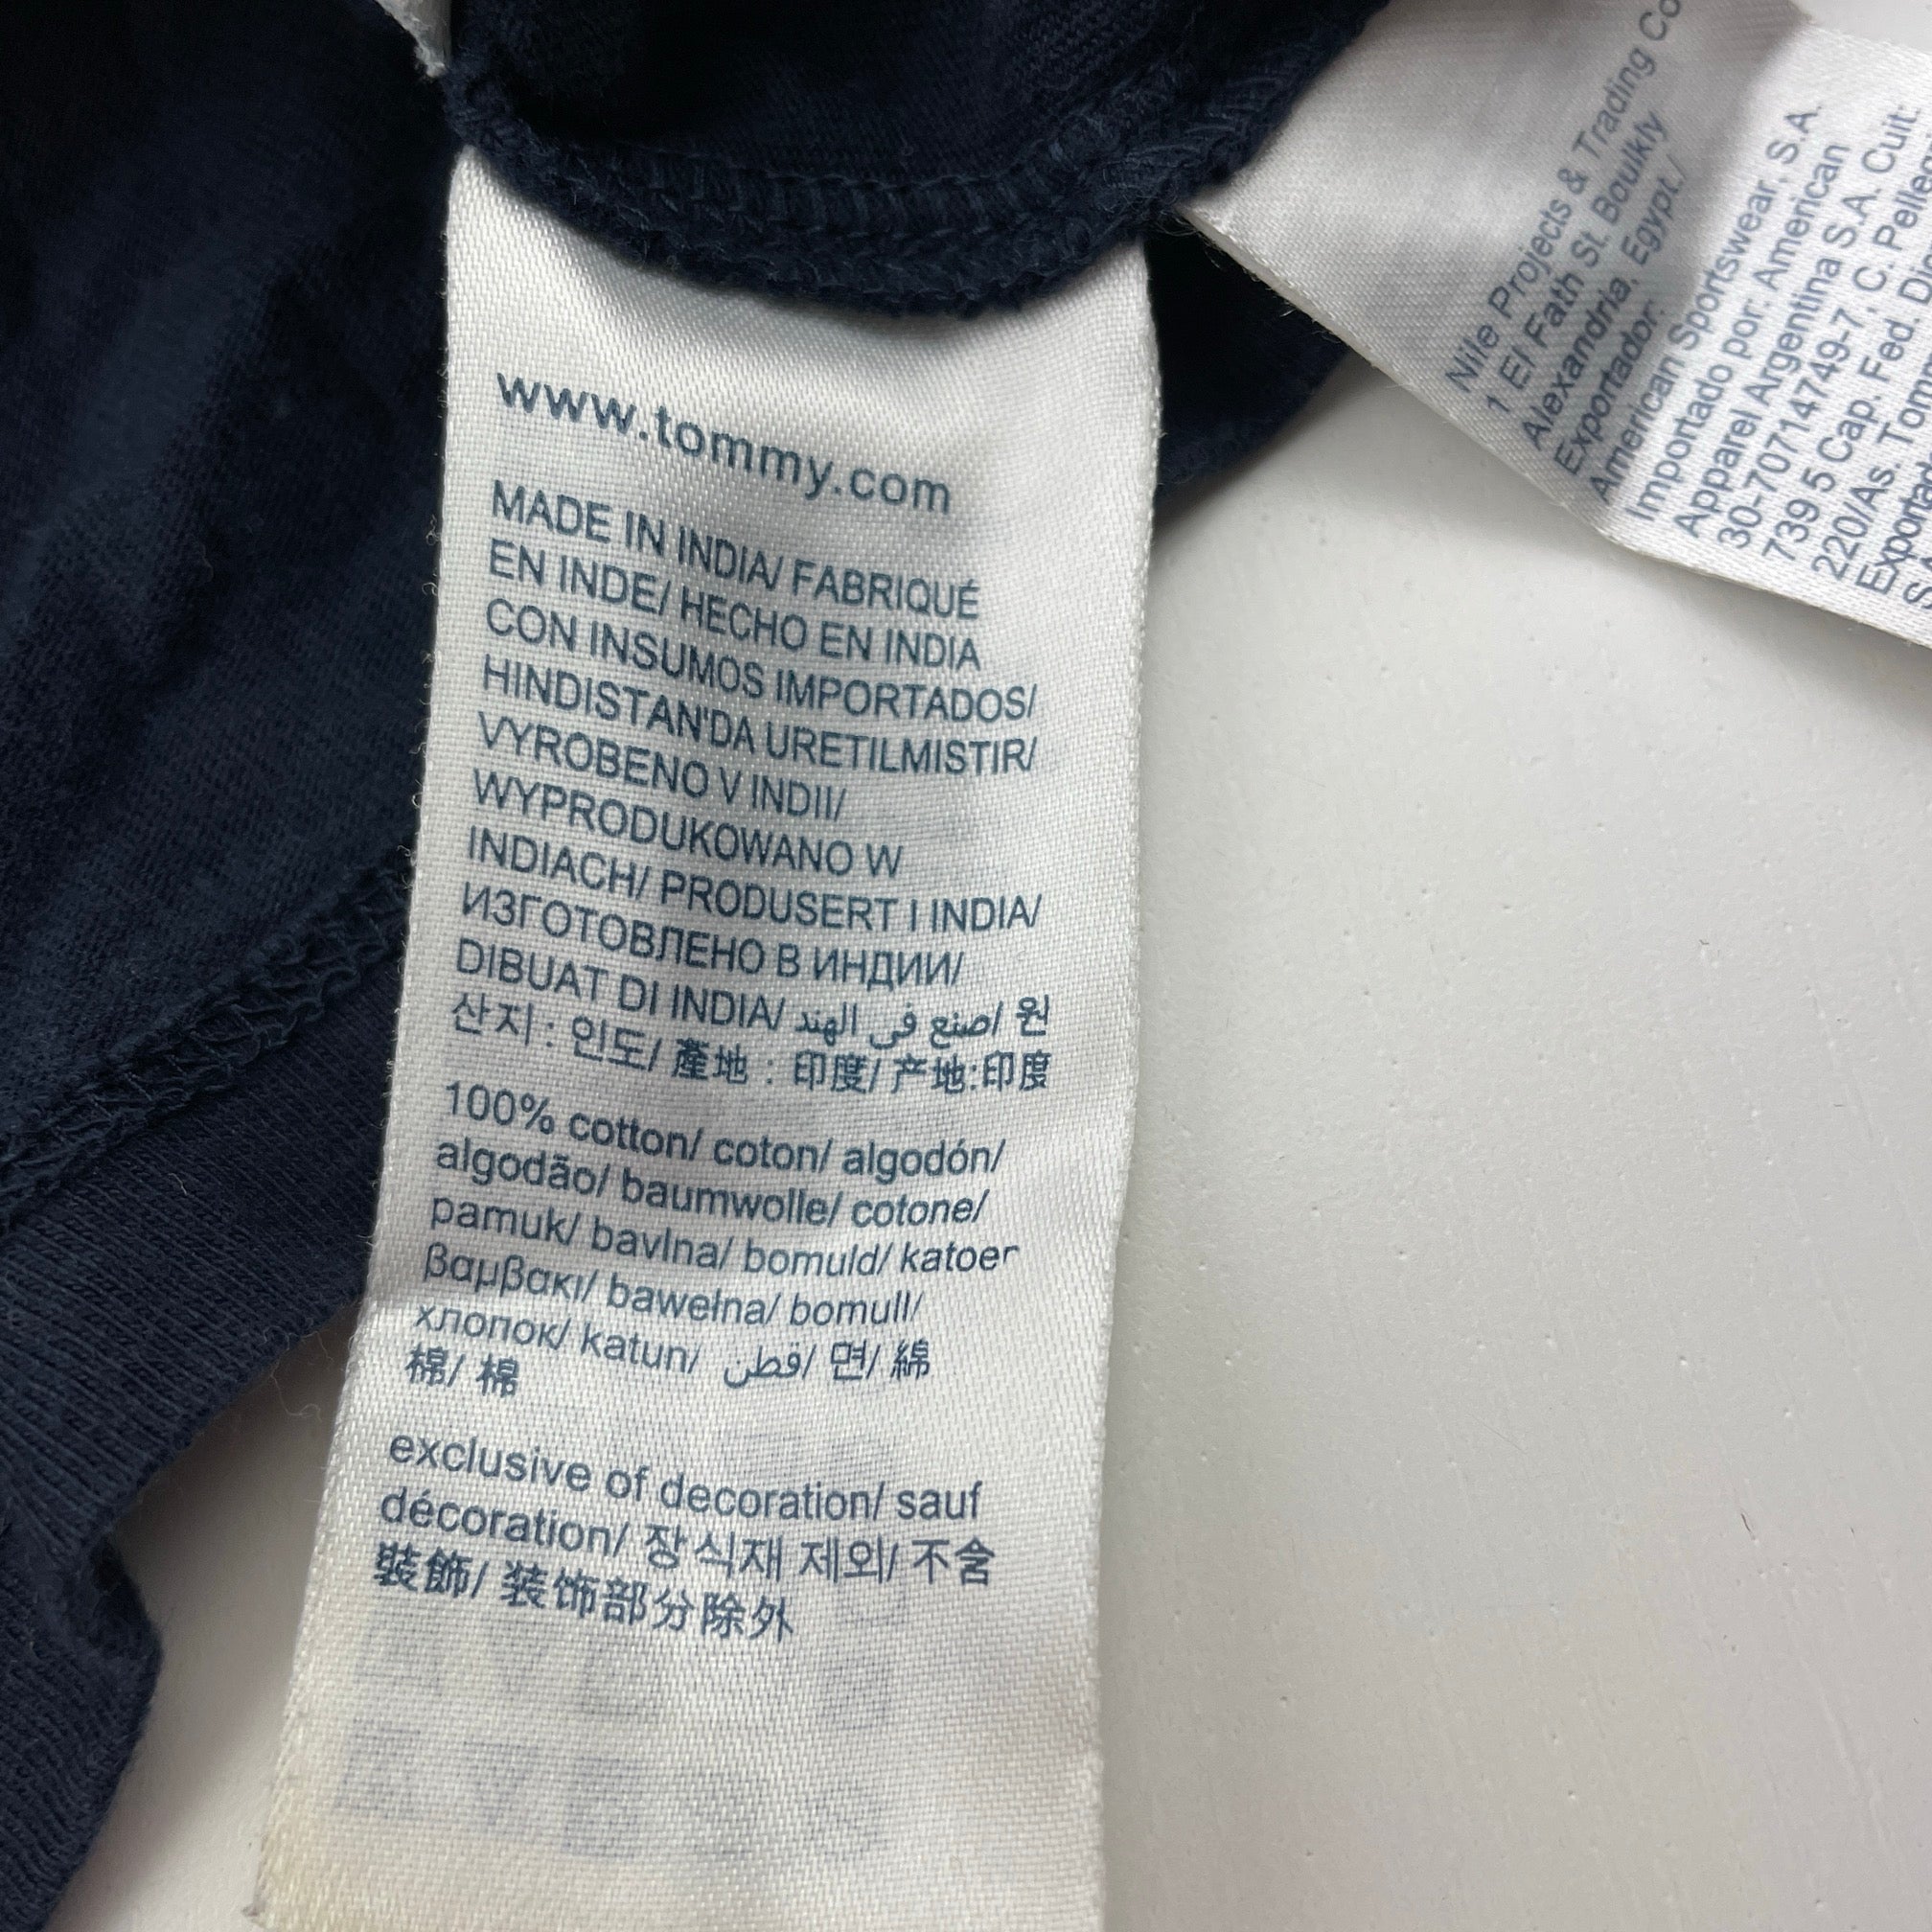 www.tommy.com
MADE IN INDIA/ FABRIQUÉ
EN INDE/ HECHO EN INDIA
CON INSUMOS IMPORTADOS/
HINDISTAN'DA URETILMISTIR/
VYROBENO V INDII/
WYPRODUKOWANO W
INDIACH/ PRODUSERT I INDIA/
ИЗГОТОВЛЕНО В ИНДИИ/
DIBUAT DI INDIA/ صنع في الهند/ 원
산지 : 인도/ 產地 : 印度/ 产地:印度
100% cotton/ coton/ algodón/
algodão/ baumwolle/ cotone/
pamuk/ bavlna/ bomuld/ katoen
βαμβακι/ bawełna/ bomull/
хлопок/ katun/ قطن/ 면/ 綿
棉/ 棉
exclusive of decoration/ sauf
décoration/ 장식재 제외/ 不含
裝飾/ 装饰部分除外
Nile Projects & Trading Co
1 El Fath St. Boulkly
Alexandria, Egypt./
Exportador:
American Sportswear, S.A.
Importado por: American
Apparel Argentina S.A. Cuit:
30-70714749-7, C. Pelleg
739 5 Cap. Fed. Dic
220/As. Tom
Exportad
S.A